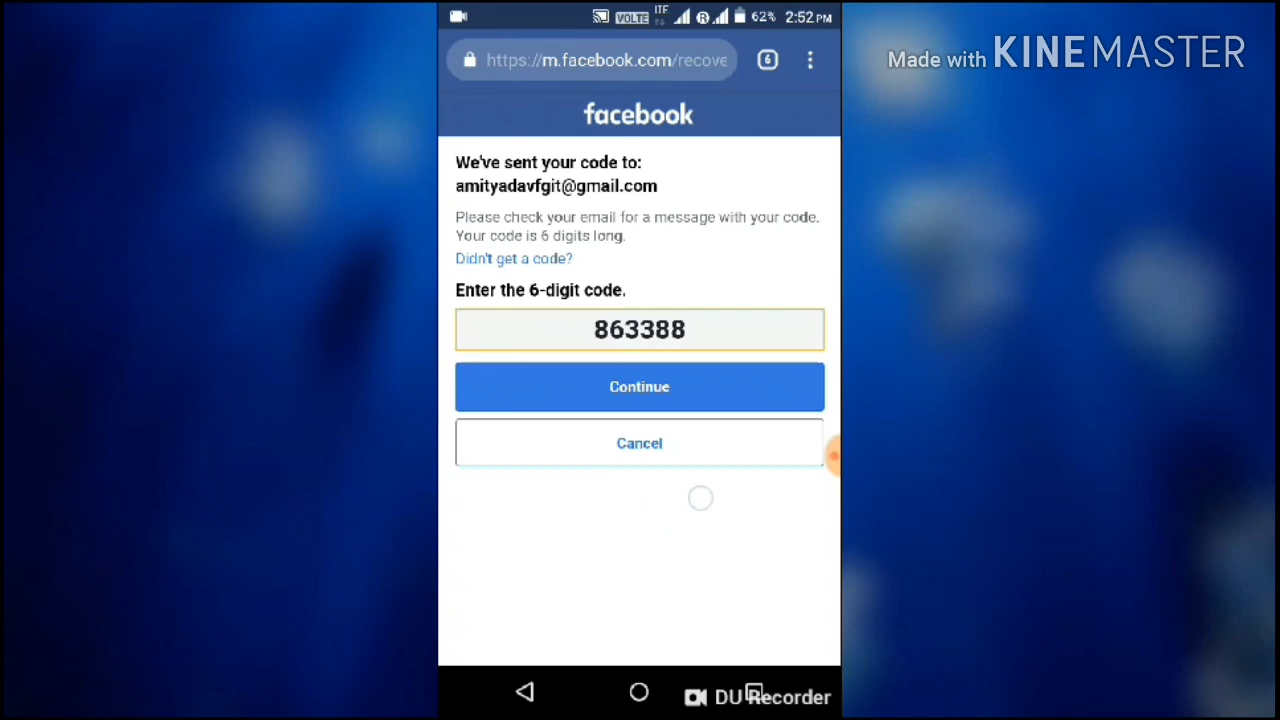 VOLTE LTE R 62% 2:52 PM
Made with KINEMASTER
https://m.facebook.com/recove 6
facebook
We've sent your code to:
amityadavfgit@gmail.com
Please check your email for a message with your code.
Your code is 6 digits long.
Didn't get a code?
Enter the 6-digit code.
863388
Continue
Cancel
DU Recorder